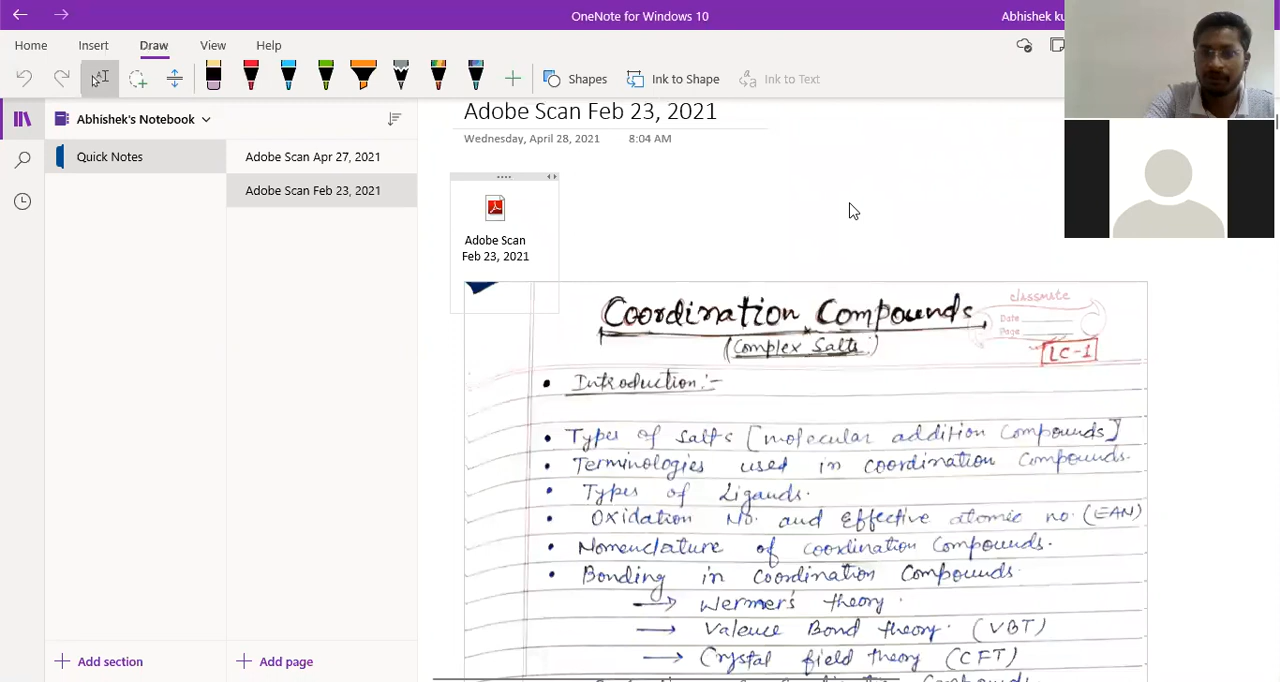 OneNote for Windows 10
Abhishek ku
Home Insert Draw View Help
Shapes Ink to Shape Ink to Text
Abhishek's Notebook
Quick Notes
Adobe Scan Apr 27, 2021
Adobe Scan Feb 23, 2021
Add section
Add page
Adobe Scan Feb 23, 2021
Wednesday, April 28, 2021 8:04 AM
Adobe Scan
Feb 23, 2021
classmate
Date
Page
Coordination Compounds
(Complex Salts)
LC-1
• Introduction:-
• Types of Salts [molecular addition Compounds]
• Terminologies used in coordination Compounds.
• Types of Ligands.
• Oxidation No. and Effective atomic no. (EAN)
• Nomenclature of coordination Compounds.
• Bonding in Coordination Compounds.
→ Werner's theory.
→ Valence Bond theory. (VBT)
→ Crystal field theory (CFT)